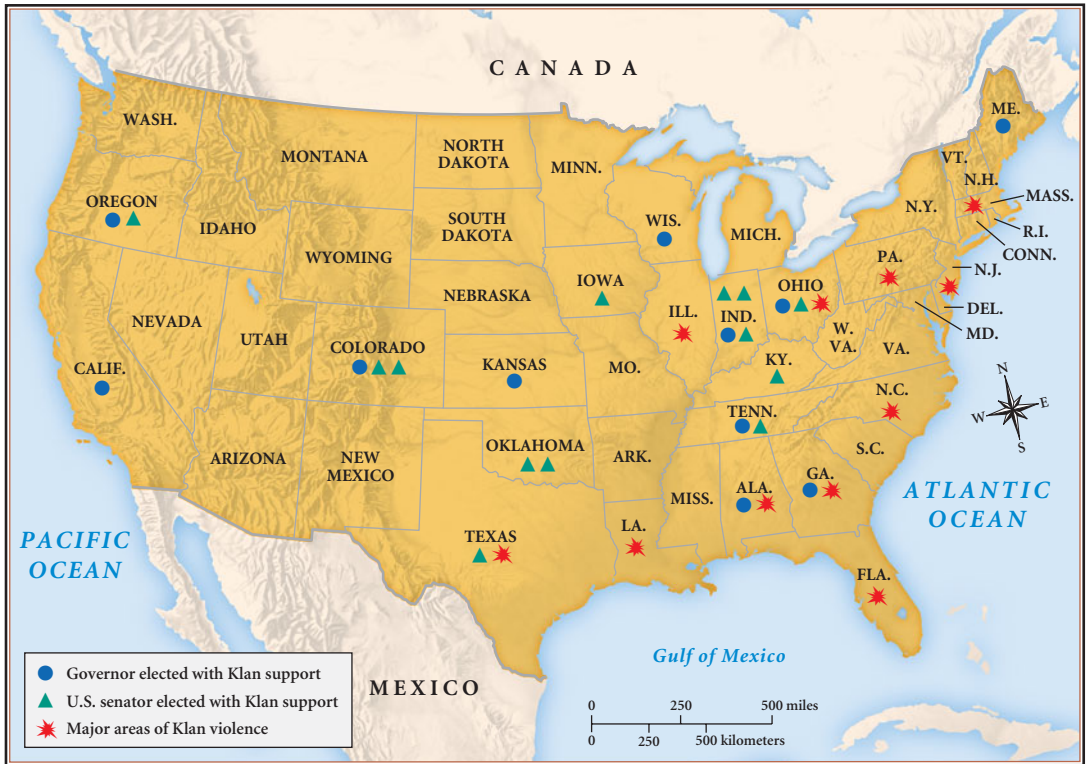 CANADA
WASH.
MONTANA
NORTH
DAKOTA
MINN.
ME.
VT.
N.H.
MASS.
OREGON
IDAHO
SOUTH
DAKOTA
WIS.
MICH.
N.Y.
R.I.
CONN.
WYOMING
PA.
N.J.
IOWA
NEBRASKA
OHIO
ILL.
IND.
DEL.
MD.
NEVADA
UTAH
COLORADO
KANSAS
MO.
KY.
W.
VA.
VA.
CALIF.
N.C.
N
W
E
S
TENN.
ARIZONA
NEW
MEXICO
OKLAHOMA
ARK.
S.C.
MISS.
ALA.
GA.
ATLANTIC
OCEAN
PACIFIC
OCEAN
TEXAS
LA.
FLA.
Gulf of Mexico
MEXICO
Governor elected with Klan support
U.S. senator elected with Klan support
Major areas of Klan violence
0 250 500 miles
0 250 500 kilometers